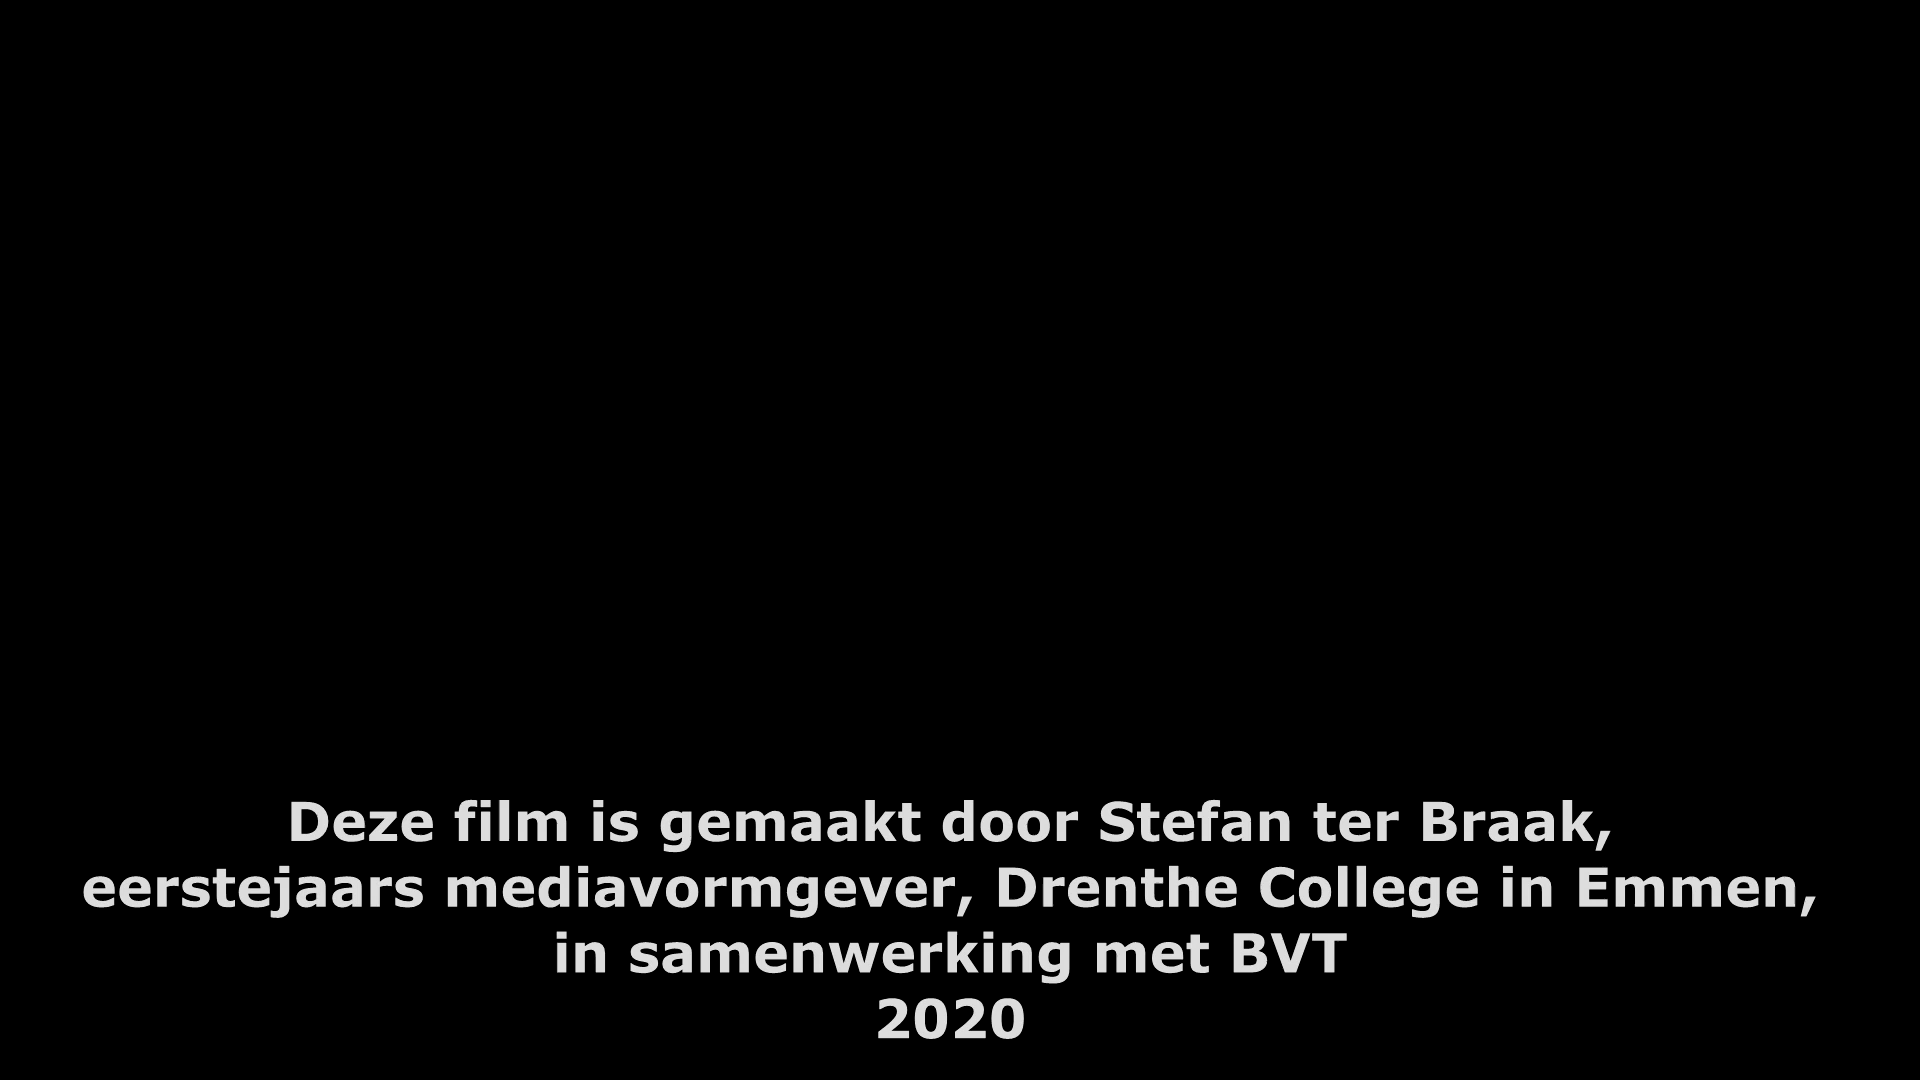 Deze film is gemaakt door Stefan ter Braak,
eerstejaars mediavormgever, Drenthe College in Emmen,
in samenwerking met BVT
2020